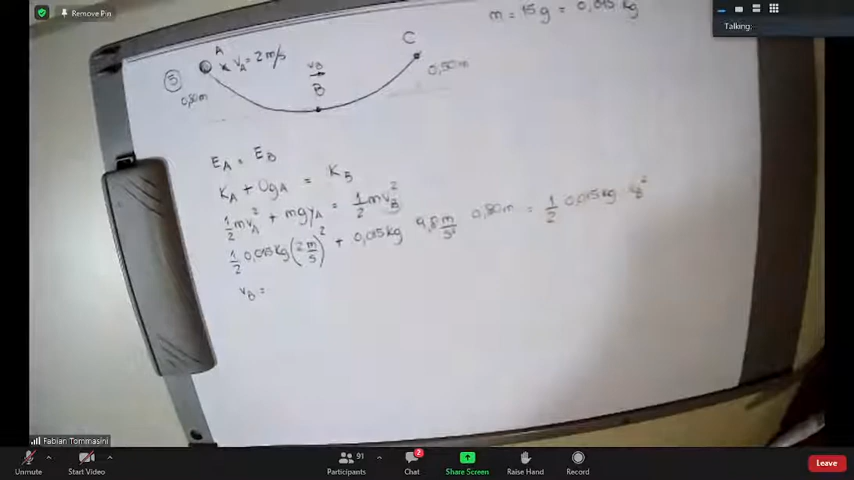 Remove Pin
Talking:
m = 15 g = 0,015 kg
5
A
vA = 2 m/s
0,80m
vB
B
C
0,50m
EA = EB
KA + UgA = KB
1/2 mvA² + mgyA = 1/2 mvB²
1/2 0,015 kg (2 m/s)² + 0,015 kg 9,8 m/s² 0,80m = 1/2 0,015 kg vB²
vB =
Fabian Tommasini
Unmute
Start Video
Participants
91
Chat
2
Share Screen
Raise Hand
Record
Leave